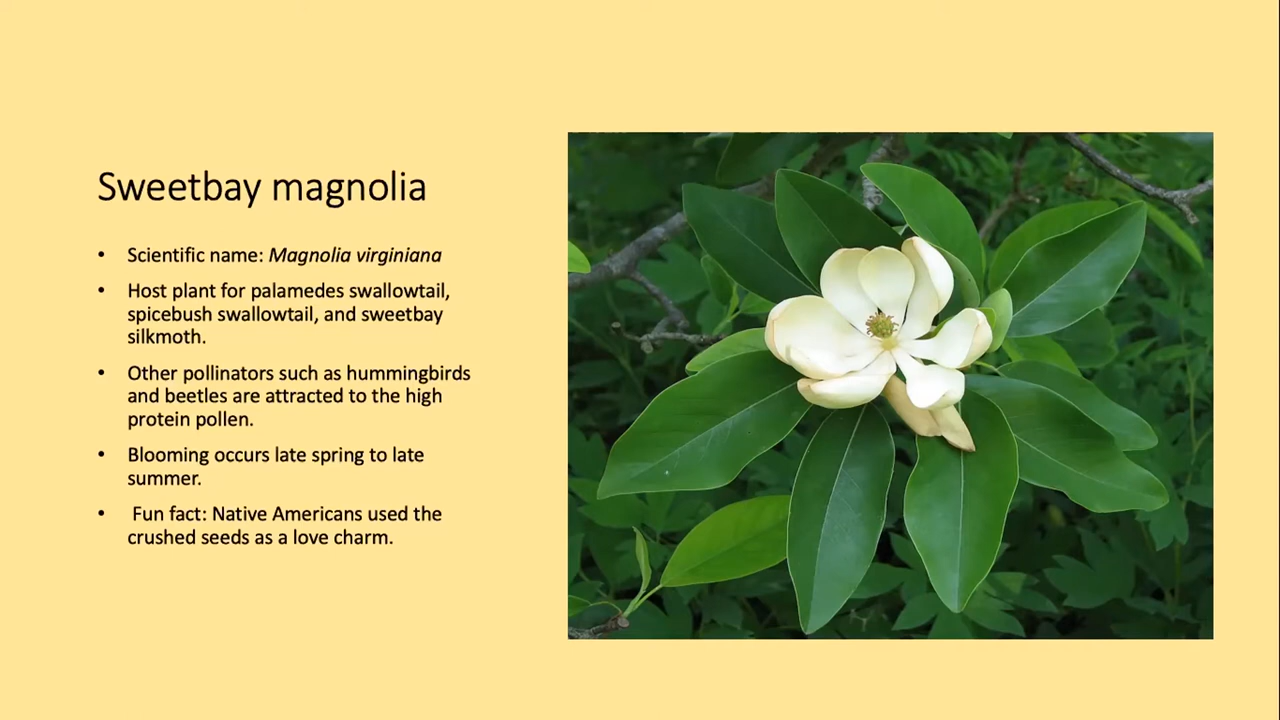 Sweetbay magnolia
• Scientific name: Magnolia virginiana
• Host plant for palamedes swallowtail,
spicebush swallowtail, and sweetbay
silkmoth.
• Other pollinators such as hummingbirds
and beetles are attracted to the high
protein pollen.
• Blooming occurs late spring to late
summer.
• Fun fact: Native Americans used the
crushed seeds as a love charm.